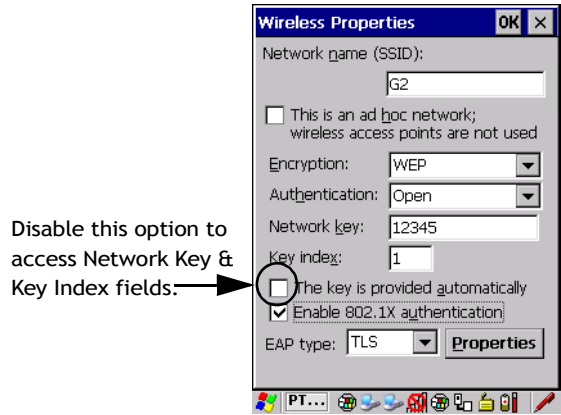 Wireless Properties OK ×
Network name (SSID):
G2
This is an ad hoc network;
wireless access points are not used
Encryption: WEP
Authentication: Open
Disable this option to
access Network Key &
Key Index fields.
Network key: 12345
Key index: 1
The key is provided automatically
Enable 802.1X authentication
EAP type: TLS Properties
PT...